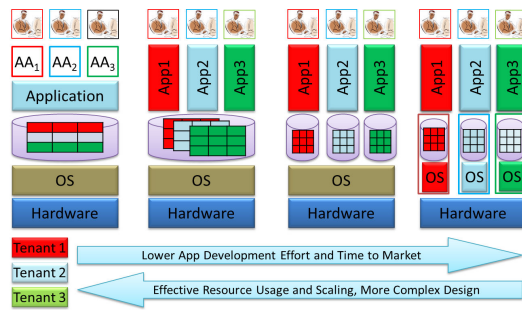 AA1 AA2 AA3
App1 App2 App3
App1 App2 App3
App1 App2 App3
Application
OS
OS
OS
OS OS OS
Hardware
Hardware
Hardware
Hardware
Tenant 1
Tenant 2
Tenant 3
Lower App Development Effort and Time to Market
Effective Resource Usage and Scaling, More Complex Design